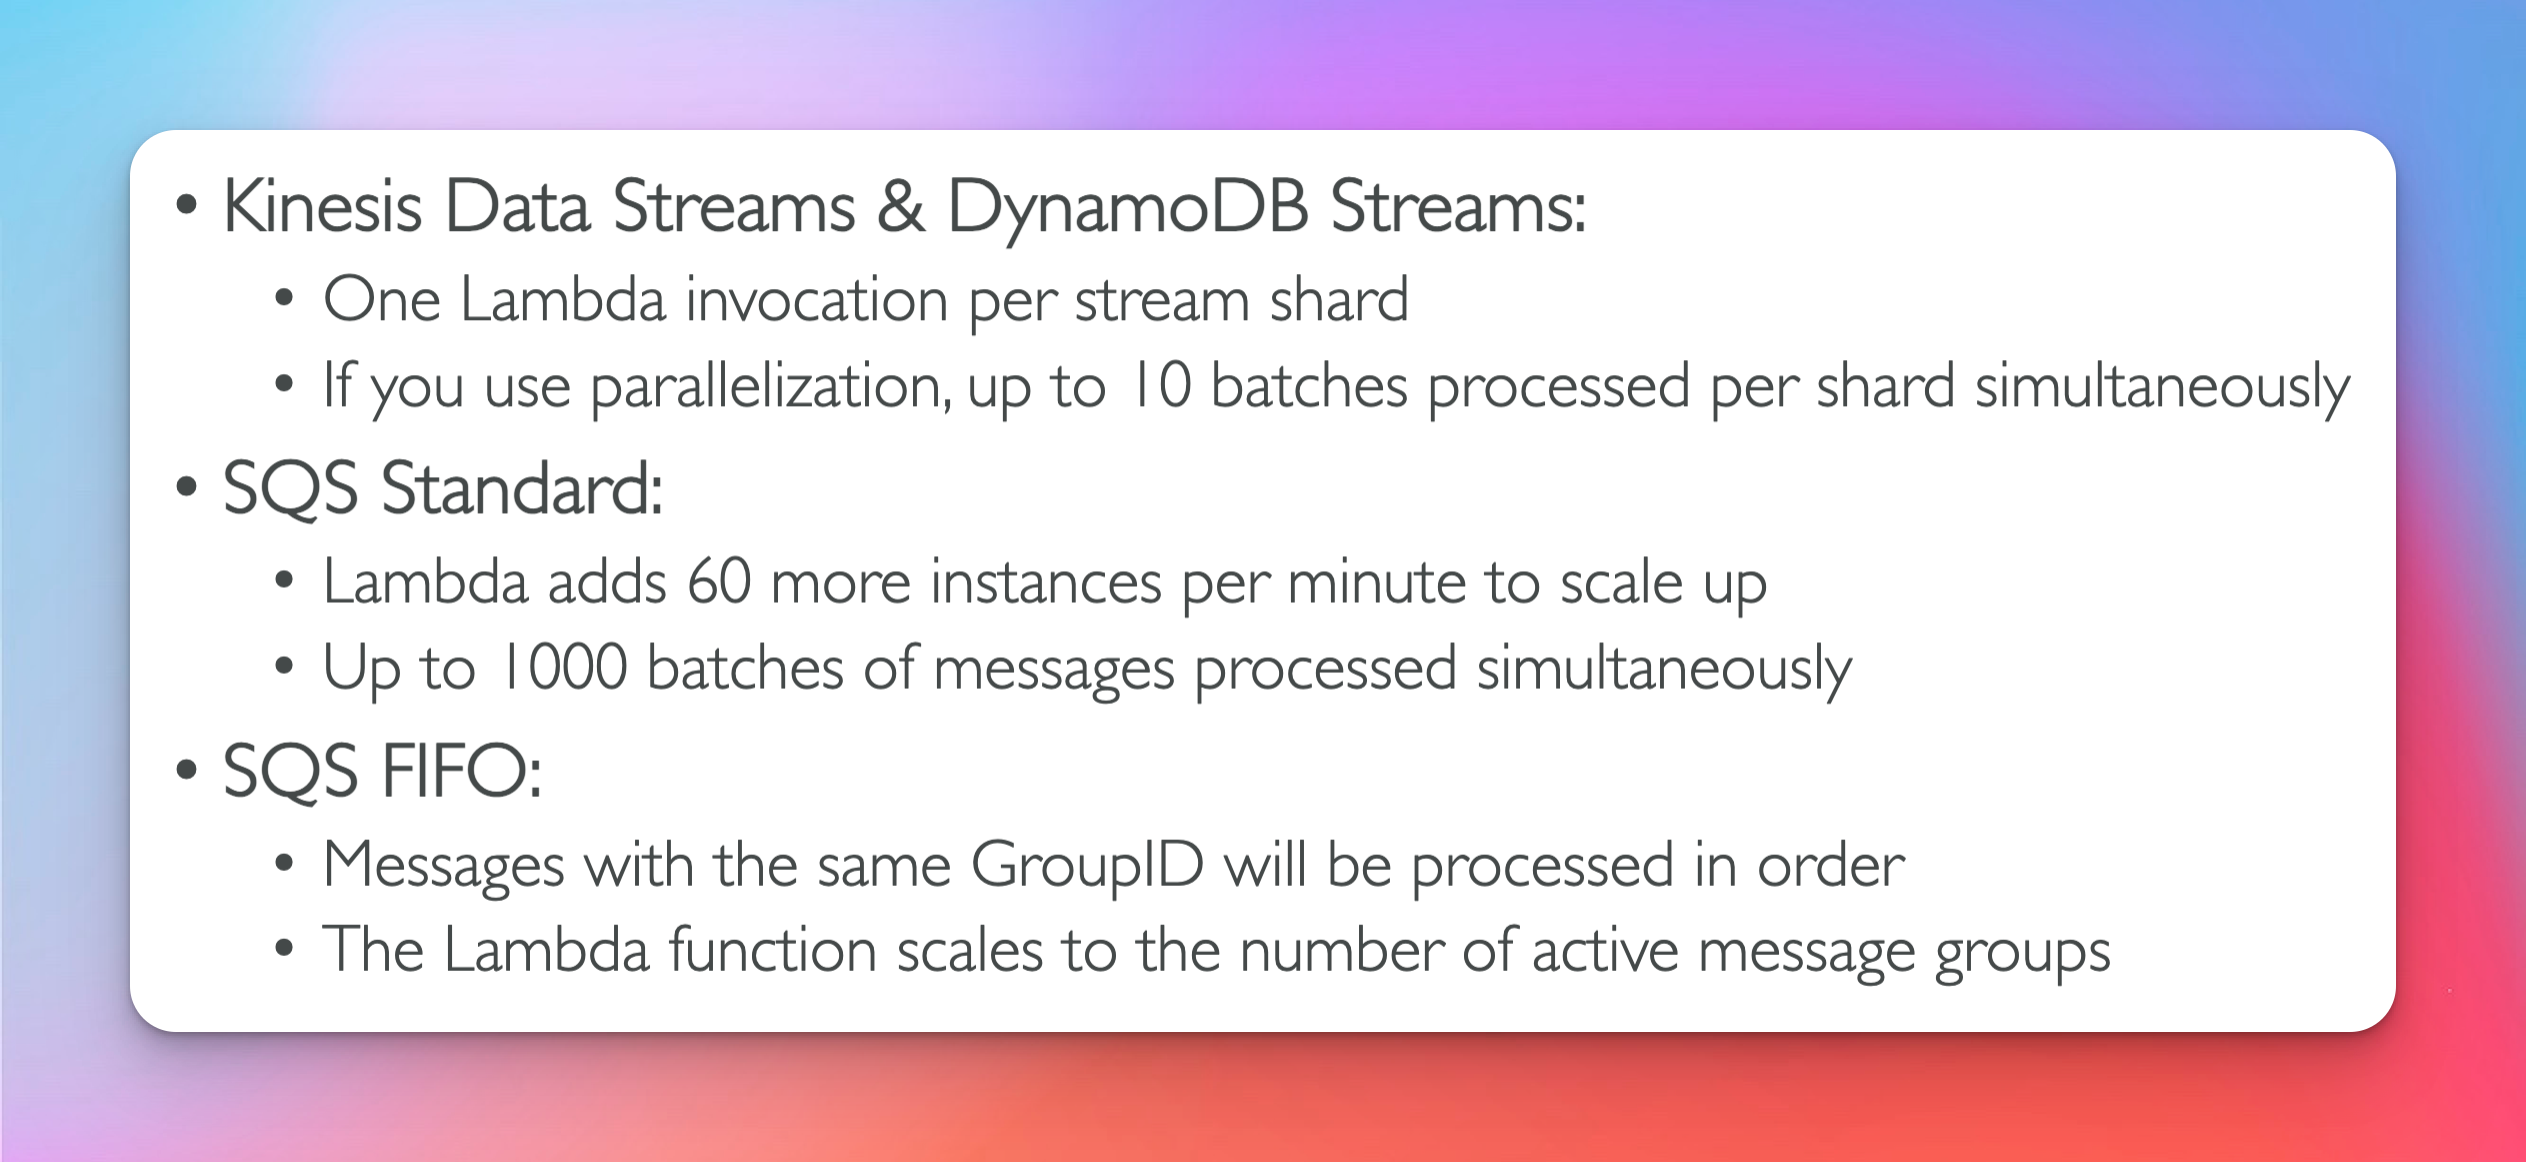 • Kinesis Data Streams & DynamoDB Streams:
• One Lambda invocation per stream shard
• If you use parallelization, up to 10 batches processed per shard simultaneously
• SQS Standard:
• Lambda adds 60 more instances per minute to scale up
• Up to 1000 batches of messages processed simultaneously
• SQS FIFO:
• Messages with the same GroupID will be processed in order
• The Lambda function scales to the number of active message groups